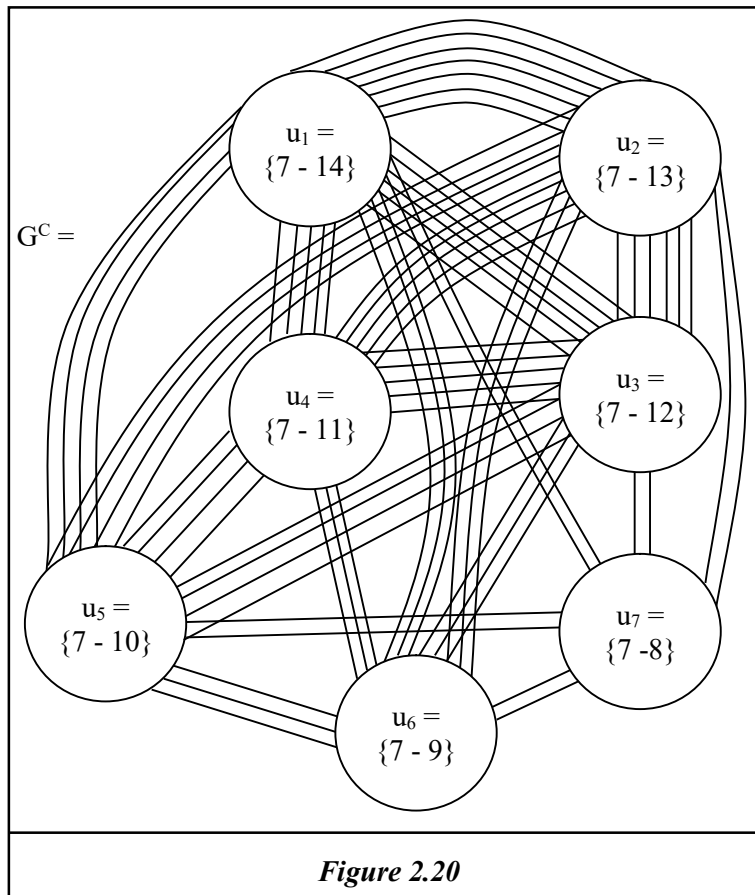 u₁ =
{7 - 14}
u₂ =
{7 - 13}
Gᶜ =
u₄ =
{7 - 11}
u₃ =
{7 - 12}
u₅ =
{7 - 10}
u₇ =
{7 -8}
u₆ =
{7 - 9}
Figure 2.20